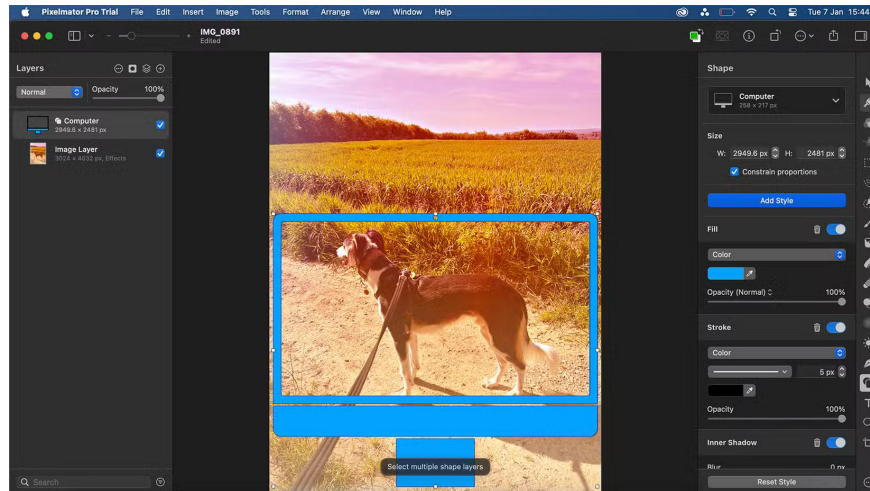 Pixelmator Pro Trial File Edit Insert Image Tools Format Arrange View Window Help Tue 7 Jan 15:44
IMG_0891
Edited
Layers
Normal Opacity 100%
Computer
2949.6 × 2481 px
Image Layer
3024 × 4032 px, Effects
Search
Select multiple shape layers
Shape
Computer
258 × 217 px
Size
W: 2949.6 px H: 2481 px
Constrain proportions
Add Style
Fill
Color
Opacity (Normal) 100%
Stroke
Color
5 px
Opacity 100%
Inner Shadow
Blur 0 px
Reset Style